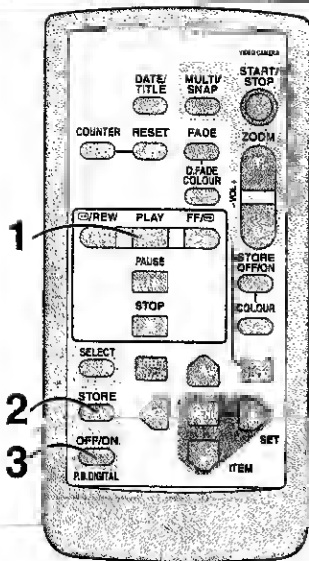 VIDEO CAMERA
DATE/
TITLE
MULTI/
SNAP
START/
STOP
COUNTER
RESET
FADE
ZOOM
D.FADE
COLOUR
-VOL+
/REW
PLAY
FF/
1
PAUSE
STORE
OFF/ON
STOP
COLOUR
SELECT
2
STORE
SET
3
OFF/ON
ITEM
P.B.DIGITAL